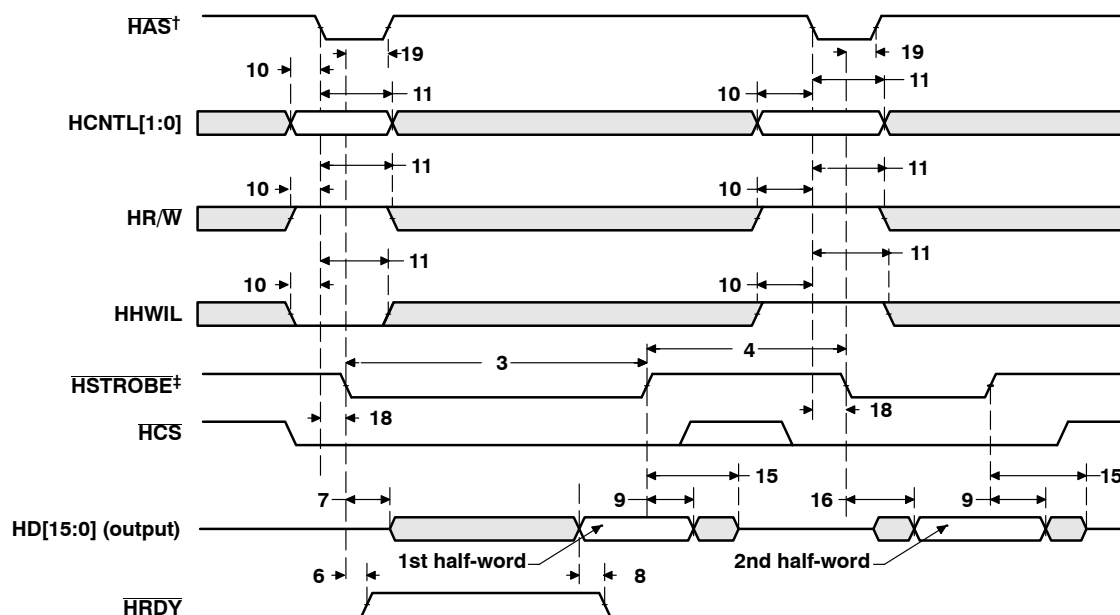 HAS†
19
19
10
11
11
10
HCNTL[1:0]
11
11
10
10
HR/W
11
11
10
10
HHWIL
3
4
HSTROBE‡
18
18
HCS
15
15
7
9
16
9
HD[15:0] (output)
1st half-word
2nd half-word
6
8
HRDY